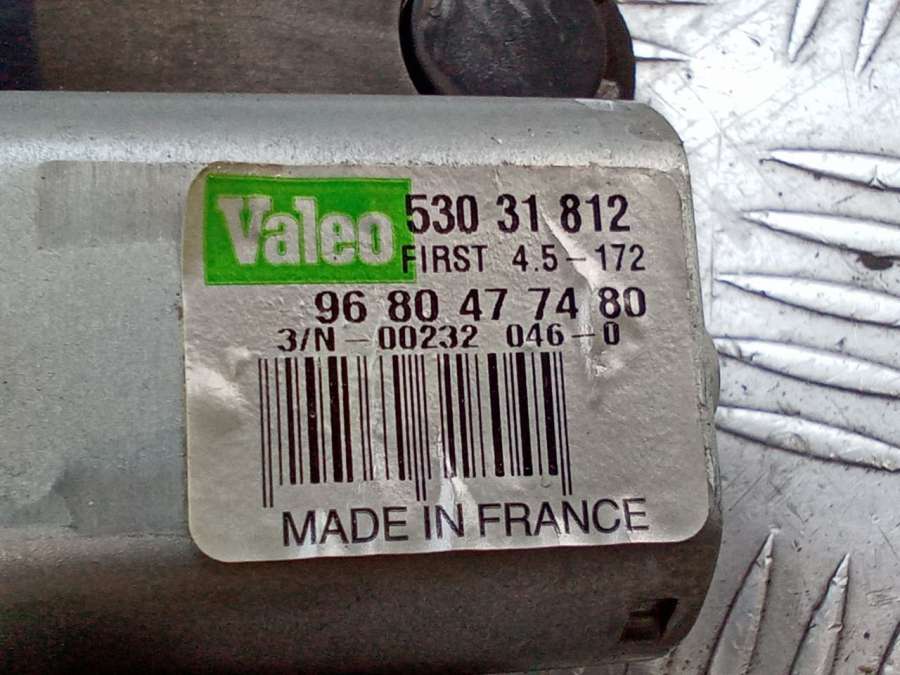 Valeo 530 31 812
FIRST 4.5-172
96 80 47 74 80
3/N-00232 046-0
MADE IN FRANCE